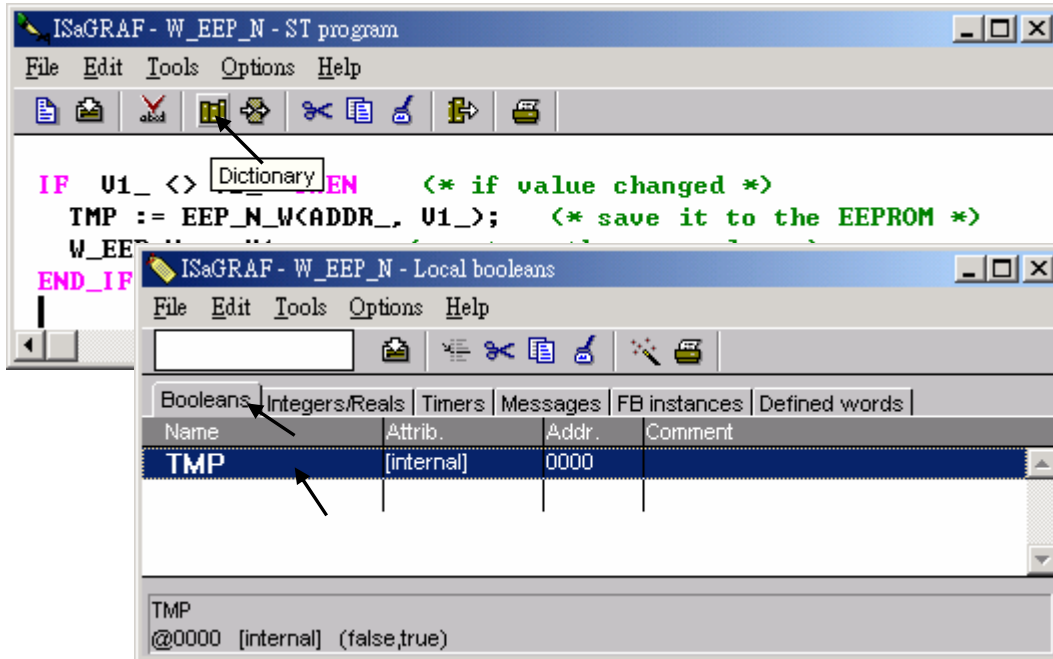 ISaGRAF - W_EEP_N - ST program
File Edit Tools Options Help
Dictionary
IF V1_ <> (* if value changed *)
TMP := EEP_N_W(ADDR_, V1_); (* save it to the EEPROM *)
END_IF
ISaGRAF - W_EEP_N - Local booleans
File Edit Tools Options Help
Booleans Integers/Reals Timers Messages FB instances Defined words
Name Attrib. Addr. Comment
TMP [internal] 0000
TMP
@0000 [internal] (false,true)